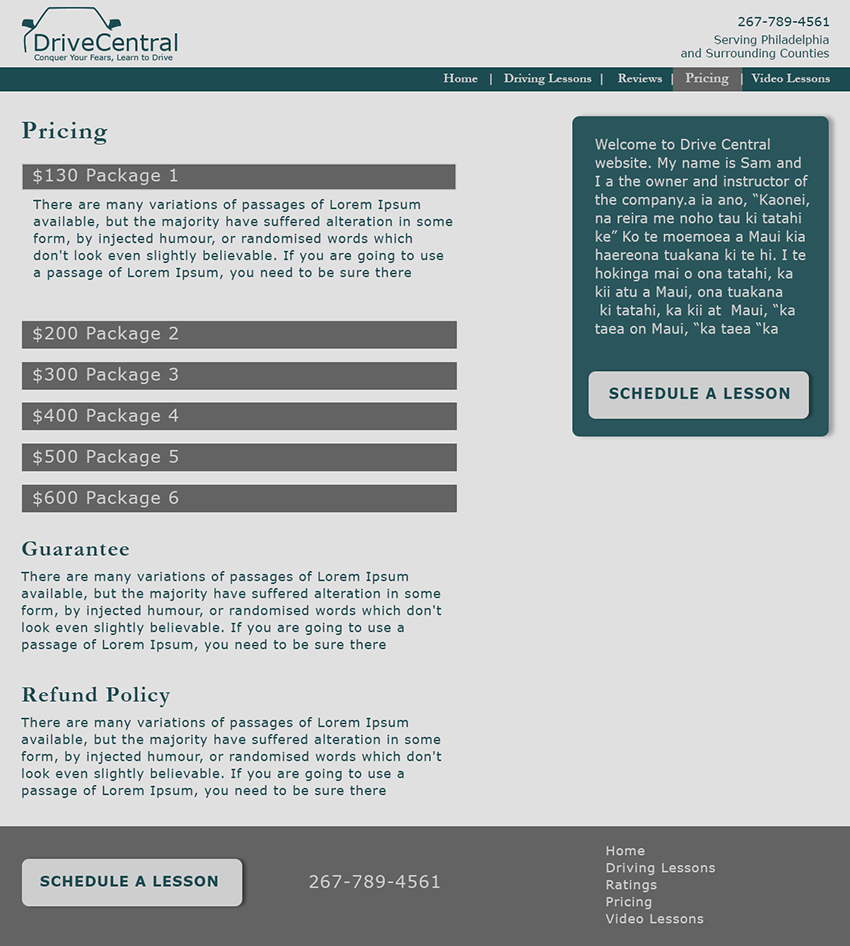 DriveCentral
Conquer Your Fears, Learn to Drive
267-789-4561
Serving Philadelphia
and Surrounding Counties
Home | Driving Lessons | Reviews | Pricing | Video Lessons
Pricing
$130 Package 1
There are many variations of passages of Lorem Ipsum
available, but the majority have suffered alteration in some
form, by injected humour, or randomised words which
don't look even slightly believable. If you are going to use
a passage of Lorem Ipsum, you need to be sure there
$200 Package 2
$300 Package 3
$400 Package 4
$500 Package 5
$600 Package 6
Guarantee
There are many variations of passages of Lorem Ipsum
available, but the majority have suffered alteration in some
form, by injected humour, or randomised words which don't
look even slightly believable. If you are going to use a
passage of Lorem Ipsum, you need to be sure there
Refund Policy
There are many variations of passages of Lorem Ipsum
available, but the majority have suffered alteration in some
form, by injected humour, or randomised words which don't
look even slightly believable. If you are going to use a
passage of Lorem Ipsum, you need to be sure there
Welcome to Drive Central
website. My name is Sam and
I a the owner and instructor of
the company.a ia ano, “Kaonei,
na reira me noho tau ki tatahi
ke” Ko te moemoea a Maui kia
haereona tuakana ki te hi. I te
hokinga mai o ona tatahi, ka
kii atu a Maui, ona tuakana
ki tatahi, ka kii at Maui, “ka
taea on Maui, “ka taea “ka
SCHEDULE A LESSON
SCHEDULE A LESSON
267-789-4561
Home
Driving Lessons
Ratings
Pricing
Video Lessons